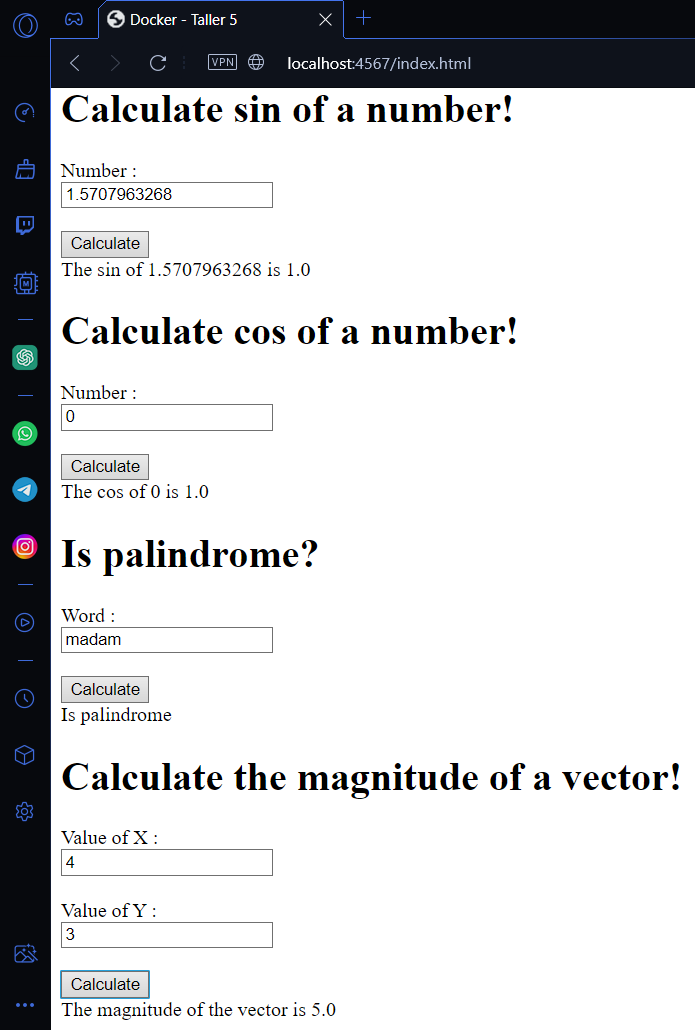 Docker - Taller 5
VPN
localhost:4567/index.html
M
Calculate sin of a number!
Number :
1.5707963268
Calculate
The sin of 1.5707963268 is 1.0
Calculate cos of a number!
Number :
0
Calculate
The cos of 0 is 1.0
Is palindrome?
Word :
madam
Calculate
Is palindrome
Calculate the magnitude of a vector!
Value of X :
4
Value of Y :
3
Calculate
The magnitude of the vector is 5.0